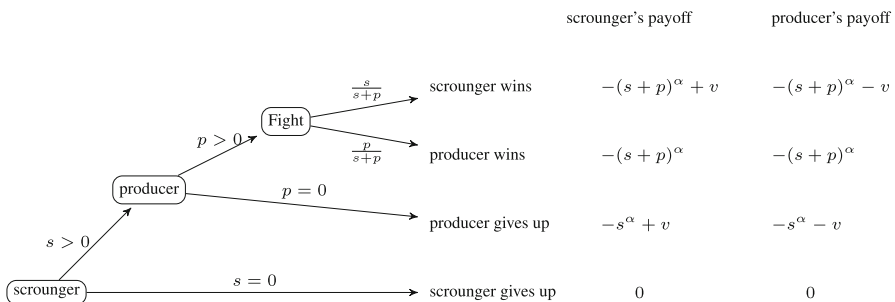 scrounger's payoff producer's payoff
s/(s+p) scrounger wins −(s + p)^α + v −(s + p)^α − v
Fight
p > 0
p/(s+p) producer wins −(s + p)^α −(s + p)^α
producer
p = 0 producer gives up −s^α + v −s^α − v
s > 0
scrounger s = 0 scrounger gives up 0 0